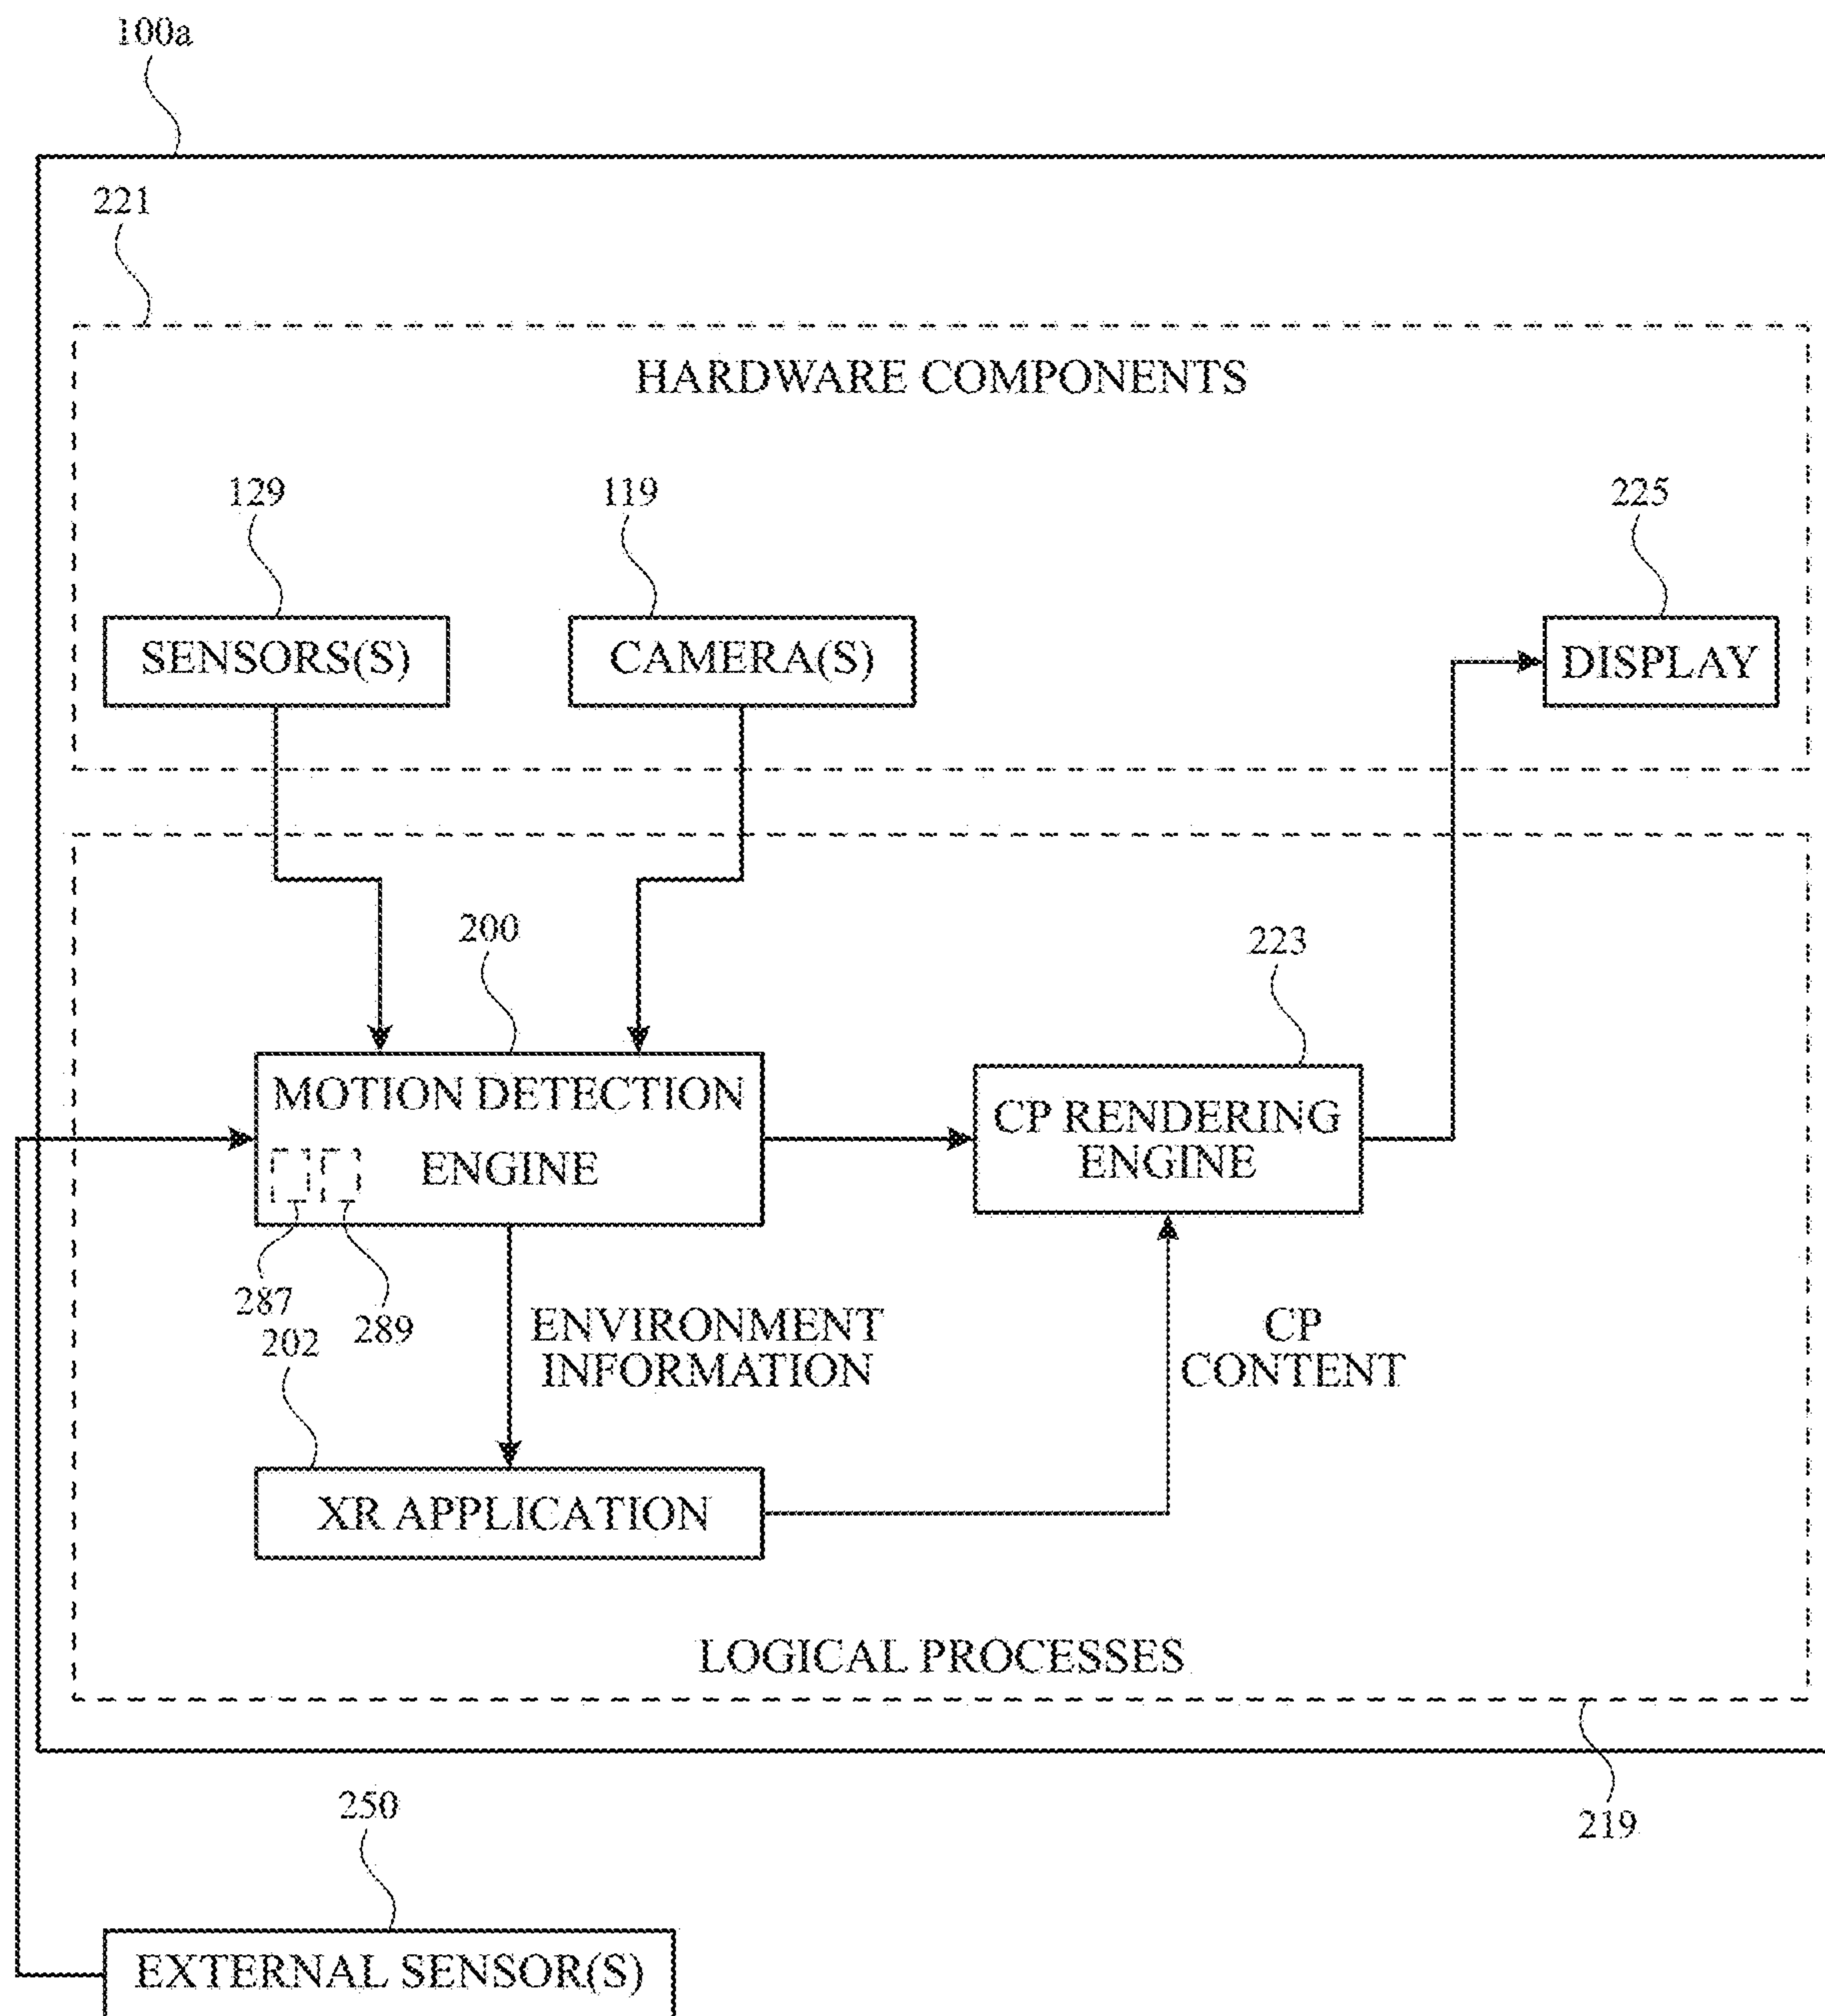 100a
221
HARDWARE COMPONENTS
129
119
225
SENSORS(S)
CAMERA(S)
DISPLAY
200
223
MOTION DETECTION
ENGINE
CP RENDERING
ENGINE
287
289
202
ENVIRONMENT
INFORMATION
CP
CONTENT
XR APPLICATION
LOGICAL PROCESSES
219
250
EXTERNAL SENSOR(S)